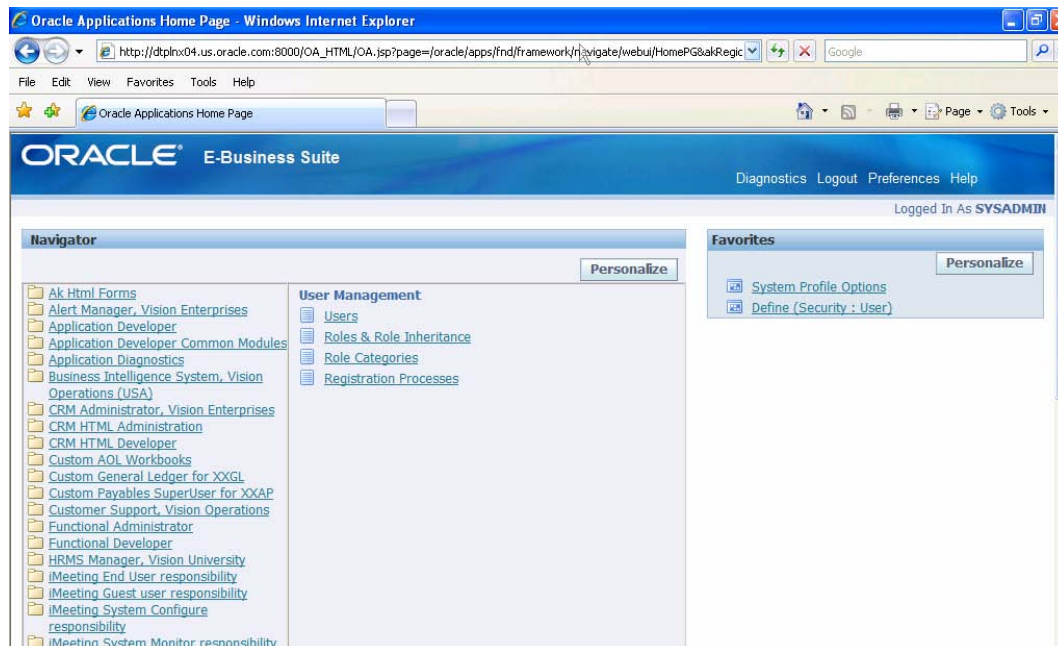 Oracle Applications Home Page - Windows Internet Explorer
http://dtplnx04.us.oracle.com:8000/OA_HTML/OA.jsp?page=/oracle/apps/fnd/framework/navigate/webui/HomePG&akRegic
Google
File Edit View Favorites Tools Help
Oracle Applications Home Page
Page Tools
ORACLE® E-Business Suite
Diagnostics Logout Preferences Help
Logged In As SYSADMIN
Navigator
Personalize
Ak Html Forms
Alert Manager, Vision Enterprises
Application Developer
Application Developer Common Modules
Application Diagnostics
Business Intelligence System, Vision
Operations (USA)
CRM Administrator, Vision Enterprises
CRM HTML Administration
CRM HTML Developer
Custom AOL Workbooks
Custom General Ledger for XXGL
Custom Payables SuperUser for XXAP
Customer Support, Vision Operations
Functional Administrator
Functional Developer
HRMS Manager, Vision University
iMeeting End User responsibility
iMeeting Guest user responsibility
iMeeting System Configure
responsibility
iMeeting System Monitor responsibility
User Management
Users
Roles & Role Inheritance
Role Categories
Registration Processes
Favorites
Personalize
System Profile Options
Define (Security : User)